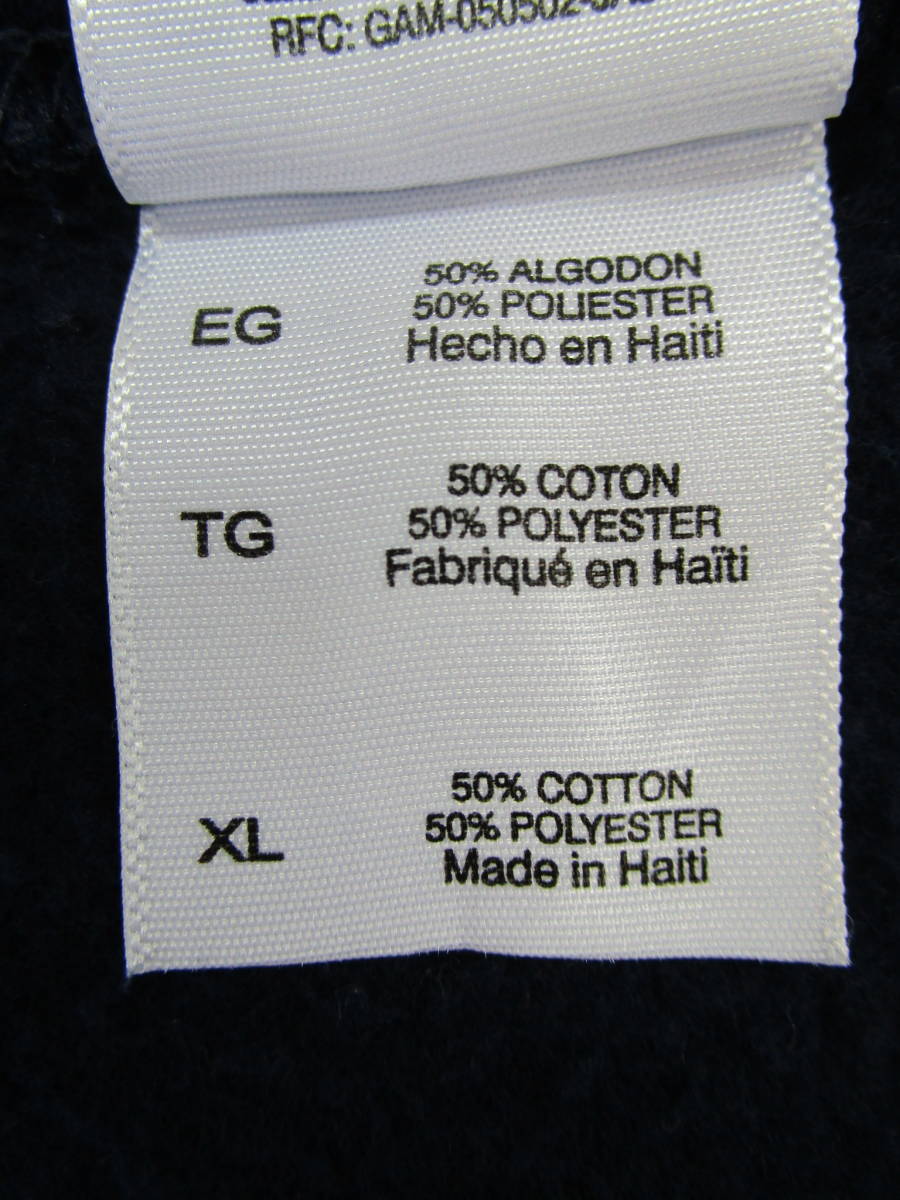 RFC:
EG
50% ALGODON
50% POLIESTER
Hecho en Haiti
TG
50% COTON
50% POLYESTER
Fabriqué en Haïti
XL
50% COTTON
50% POLYESTER
Made in Haiti